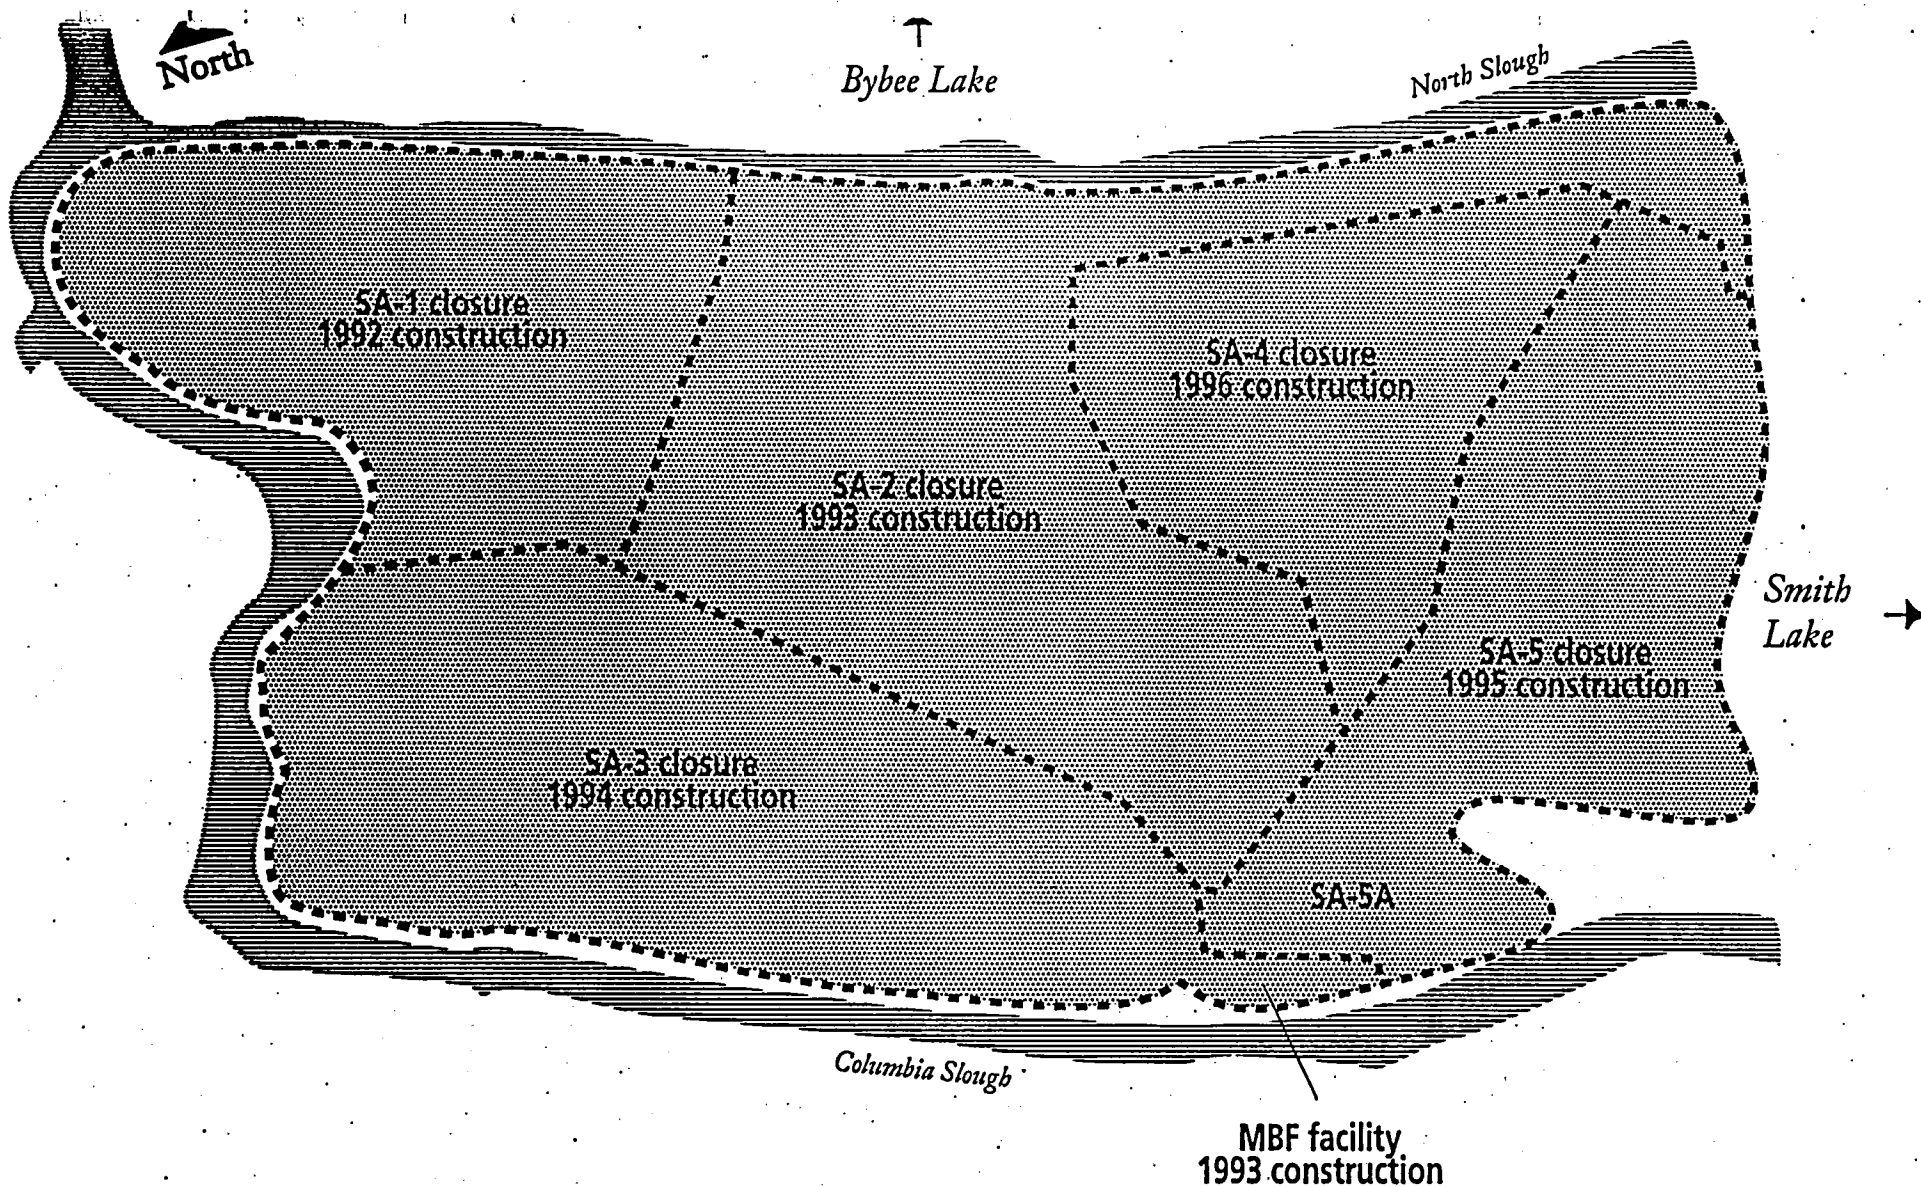 North
Bybee Lake
North Slough
SA-1 closure
1992 construction
SA-4 closure
1996 construction
SA-2 closure
1993 construction
Smith
Lake
SA-5 closure
1995 construction
SA-3 closure
1994 construction
SA-5A
Columbia Slough
MBF facility
1993 construction